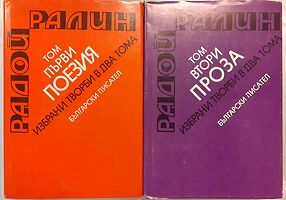 РАДОЙ
РАЛИН
ТОМ
ПЪРВИ
ПОЕЗИЯ
ИЗБРАНИ ТВОРБИ В ДВА ТОМА
БЪЛГАРСКИ ПИСАТЕЛ
РАДОЙ
РАЛИН
ТОМ
ВТОРИ
ПРОЗА
ИЗБРАНИ ТВОРБИ В ДВА ТОМА
БЪЛГАРСКИ ПИСАТЕЛ